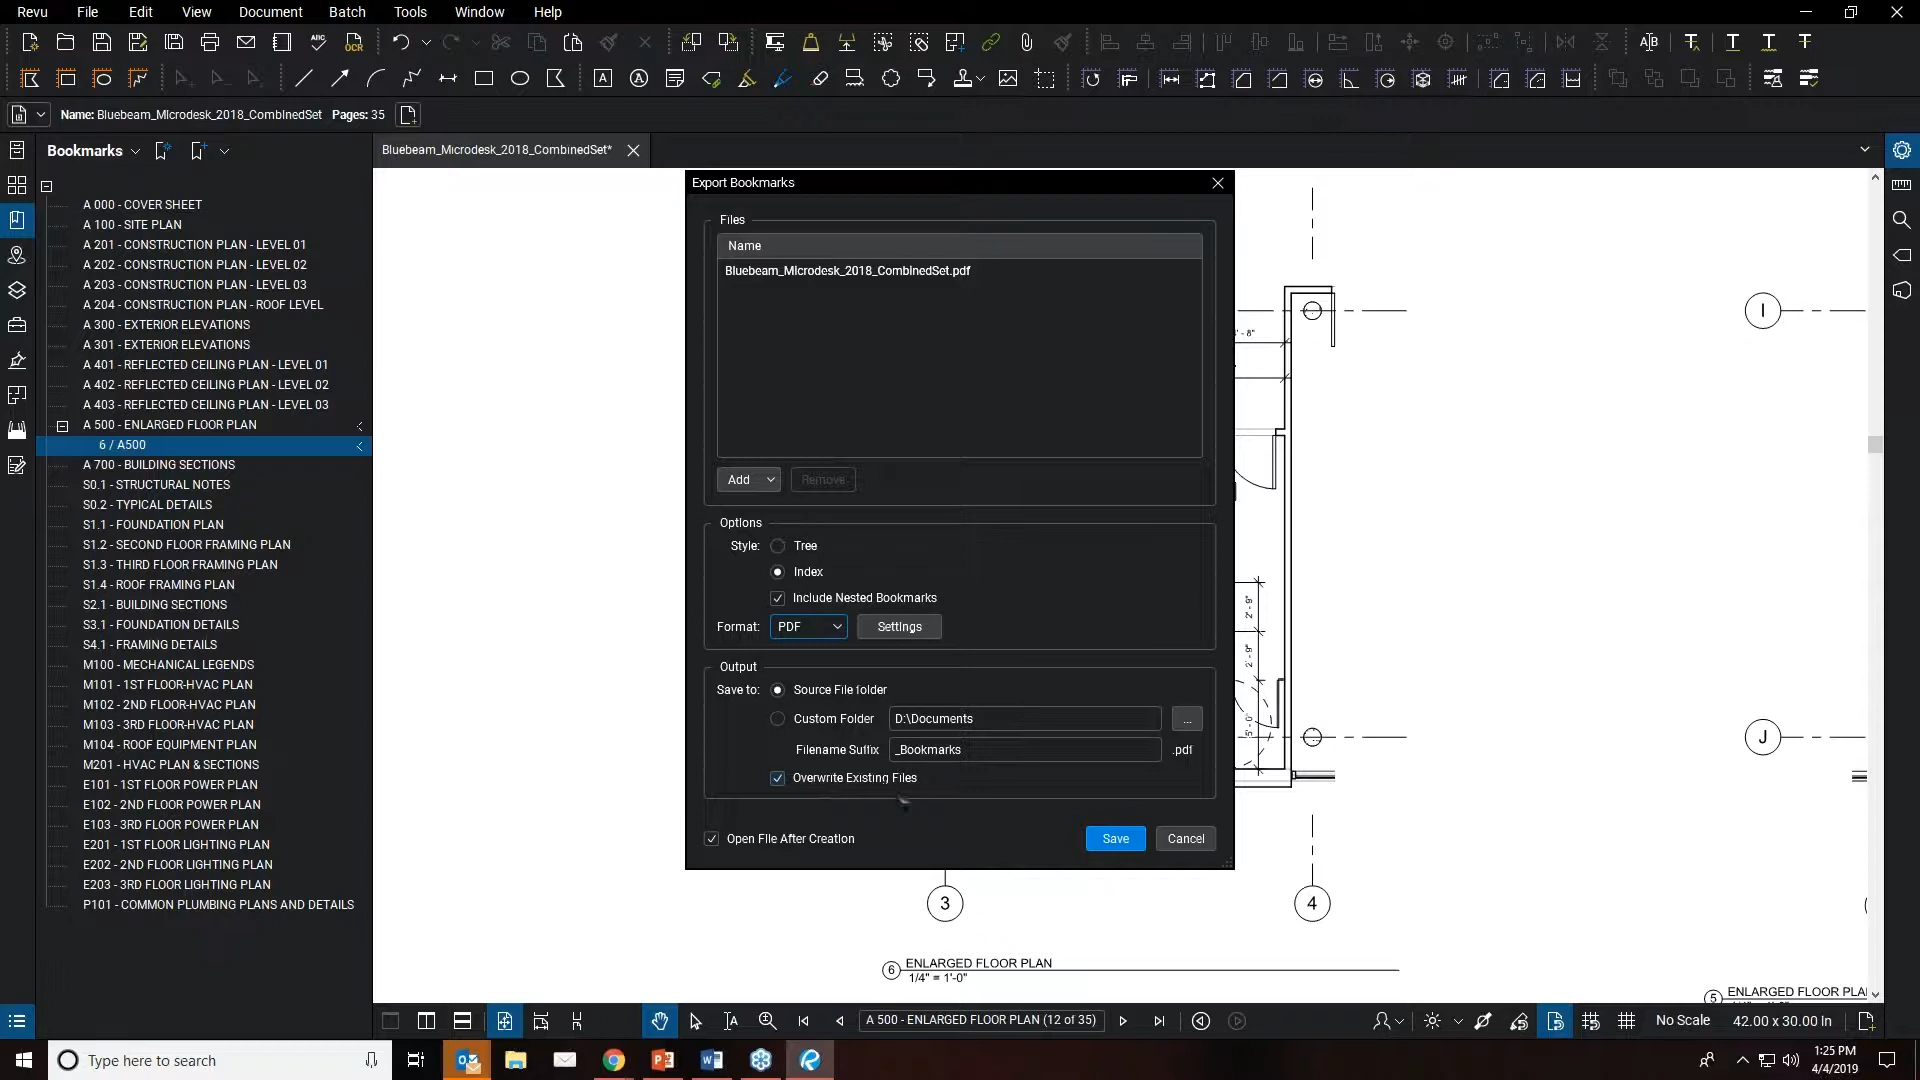 Revu File Edit View Document Batch Tools Window Help
Name: Bluebeam_Microdesk_2018_CombinedSet Pages: 35
Bookmarks
Bluebeam_Microdesk_2018_CombinedSet*
A 000 - COVER SHEET
A 100 - SITE PLAN
A 201 - CONSTRUCTION PLAN - LEVEL 01
A 202 - CONSTRUCTION PLAN - LEVEL 02
A 203 - CONSTRUCTION PLAN - LEVEL 03
A 204 - CONSTRUCTION PLAN - ROOF LEVEL
A 300 - EXTERIOR ELEVATIONS
A 301 - EXTERIOR ELEVATIONS
A 401 - REFLECTED CEILING PLAN - LEVEL 01
A 402 - REFLECTED CEILING PLAN - LEVEL 02
A 403 - REFLECTED CEILING PLAN - LEVEL 03
A 500 - ENLARGED FLOOR PLAN
6 / A500
A 700 - BUILDING SECTIONS
S0.1 - STRUCTURAL NOTES
S0.2 - TYPICAL DETAILS
S1.1 - FOUNDATION PLAN
S1.2 - SECOND FLOOR FRAMING PLAN
S1.3 - THIRD FLOOR FRAMING PLAN
S1.4 - ROOF FRAMING PLAN
S2.1 - BUILDING SECTIONS
S3.1 - FOUNDATION DETAILS
S4.1 - FRAMING DETAILS
M100 - MECHANICAL LEGENDS
M101 - 1ST FLOOR-HVAC PLAN
M102 - 2ND FLOOR-HVAC PLAN
M103 - 3RD FLOOR-HVAC PLAN
M104 - ROOF EQUIPMENT PLAN
M201 - HVAC PLAN & SECTIONS
E101 - 1ST FLOOR POWER PLAN
E102 - 2ND FLOOR POWER PLAN
E103 - 3RD FLOOR POWER PLAN
E201 - 1ST FLOOR LIGHTING PLAN
E202 - 2ND FLOOR LIGHTING PLAN
E203 - 3RD FLOOR LIGHTING PLAN
P101 - COMMON PLUMBING PLANS AND DETAILS
Export Bookmarks
Files
Name
Bluebeam_Microdesk_2018_CombinedSet.pdf
Add Remove
Options
Style: Tree
Index
Include Nested Bookmarks
Format: PDF Settings
Output
Save to: Source File folder
Custom Folder D:\Documents ...
Filename Suffix _Bookmarks .pdf
Overwrite Existing Files
Open File After Creation Save Cancel
I
J
2' - 9"
2' - 9"
5' - 0"
3
4
6 ENLARGED FLOOR PLAN
1/4" = 1'-0"
5 ENLARGED FLOOR PLA
A 500 - ENLARGED FLOOR PLAN (12 of 35)
No Scale 42.00 x 30.00 in
Type here to search
1:25 PM
4/4/2019